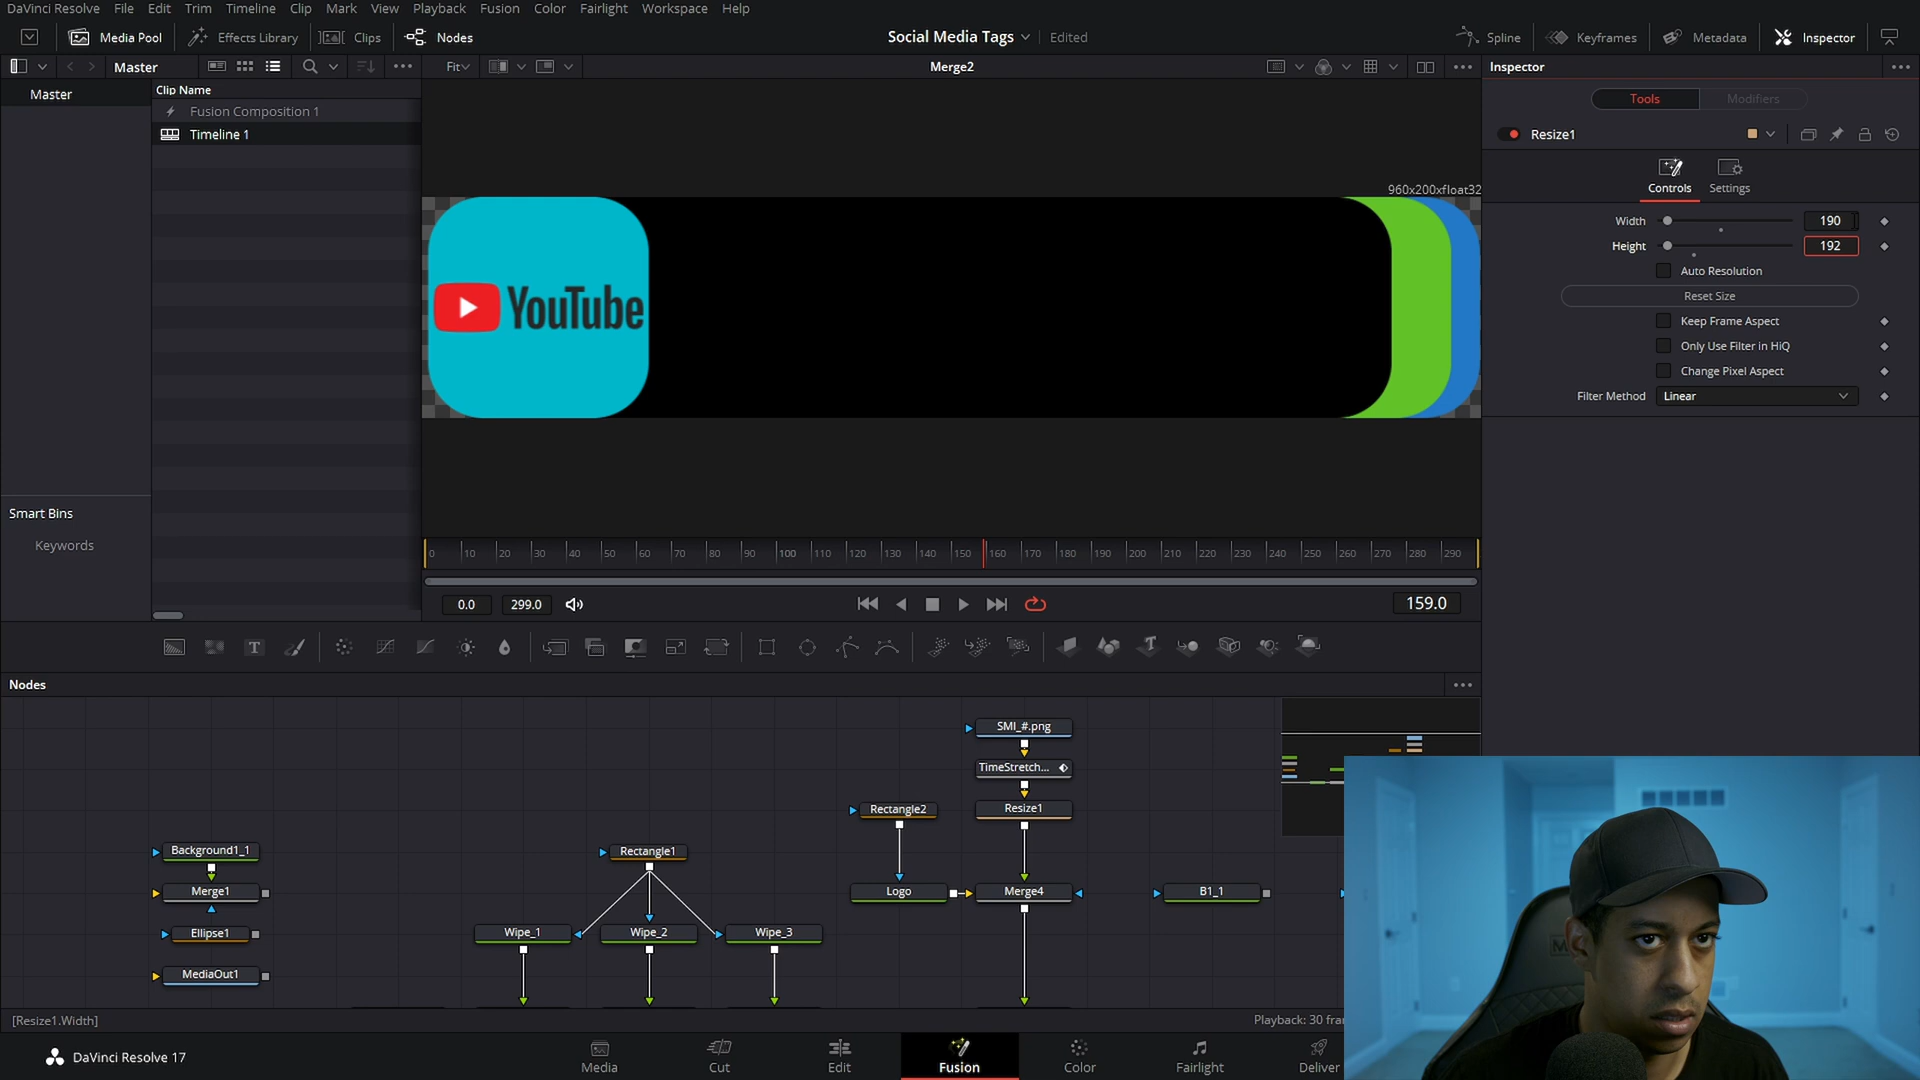 DaVinci Resolve File Edit Trim Timeline Clip Mark View Playback Fusion Color Fairlight Workspace Help
Media Pool Effects Library Clips Nodes Social Media Tags Edited Spline Keyframes Metadata Inspector
Master Fit Merge2 Inspector
Master
Clip Name
Fusion Composition 1
Timeline 1
Tools Modifiers
Resize1
Controls Settings
960x200xfloat32
Width 190
Height 192
Auto Resolution
Reset Size
Keep Frame Aspect
Only Use Filter in HiQ
Change Pixel Aspect
Filter Method Linear
YouTube
Smart Bins
Keywords
0 10 20 30 40 50 60 70 80 90 100 110 120 130 140 150 160 170 180 190 200 210 220 230 240 250 260 270 280 290
0.0 299.0 159.0
Nodes
SMI_#.png
TimeStretch...
Rectangle2 Resize1
Background1_1 Rectangle1
Merge1 Logo Merge4 B1_1
Ellipse1 Wipe_1 Wipe_2 Wipe_3
MediaOut1
[Resize1.Width] Playback: 30 fra
DaVinci Resolve 17
Media Cut Edit Fusion Color Fairlight Deliver